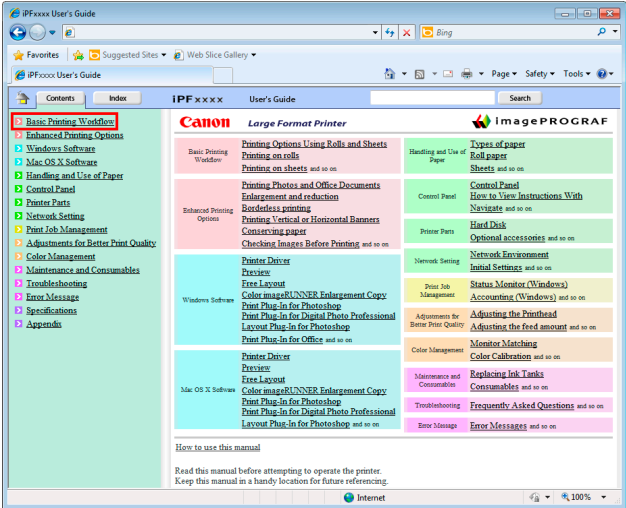 iPFxxxx User's Guide
Bing
Favorites
Suggested Sites
Web Slice Gallery
iPFxxxx User's Guide
Page
Safety
Tools
Contents
Index
iPFxxxx
User's Guide
Search
Basic Printing Workflow
Enhanced Printing Options
Windows Software
Mac OS X Software
Handling and Use of Paper
Control Panel
Printer Parts
Network Setting
Print Job Management
Adjustments for Better Print Quality
Color Management
Maintenance and Consumables
Troubleshooting
Error Message
Specifications
Appendix
Canon
Large Format Printer
imagePROGRAF
Basic Printing
Workflow
Printing Options Using Rolls and Sheets
Printing on rolls
Printing on sheets and so on
Enhanced Printing
Options
Printing Photos and Office Documents
Enlargement and reduction
Borderless printing
Printing Vertical or Horizontal Banners
Conserving paper
Checking Images Before Printing and so on
Windows Software
Printer Driver
Preview
Free Layout
Color imageRUNNER Enlargement Copy
Print Plug-In for Photoshop
Print Plug-In for Digital Photo Professional
Layout Plug-In for Photoshop
Print Plug-In for Office and so on
Mac OS X Software
Printer Driver
Preview
Free Layout
Color imageRUNNER Enlargement Copy
Print Plug-In for Photoshop
Print Plug-In for Digital Photo Professional
Layout Plug-In for Photoshop and so on
Handling and Use of
Paper
Types of paper
Roll paper
Sheets and so on
Control Panel
Control Panel
How to View Instructions With
Navigate and so on
Printer Parts
Hard Disk
Optional accessories and so on
Network Setting
Network Environment
Initial Settings and so on
Print Job
Management
Status Monitor (Windows)
Accounting (Windows) and so on
Adjustments for
Better Print Quality
Adjusting the Printhead
Adjusting the feed amount and so on
Color Management
Monitor Matching
Color Calibration and so on
Maintenance and
Consumables
Replacing Ink Tanks
Consumables and so on
Troubleshooting
Frequently Asked Questions and so on
Error Message
Error Messages and so on
How to use this manual
Read this manual before attempting to operate the printer.
Keep this manual in a handy location for future referencing.
Internet
100%